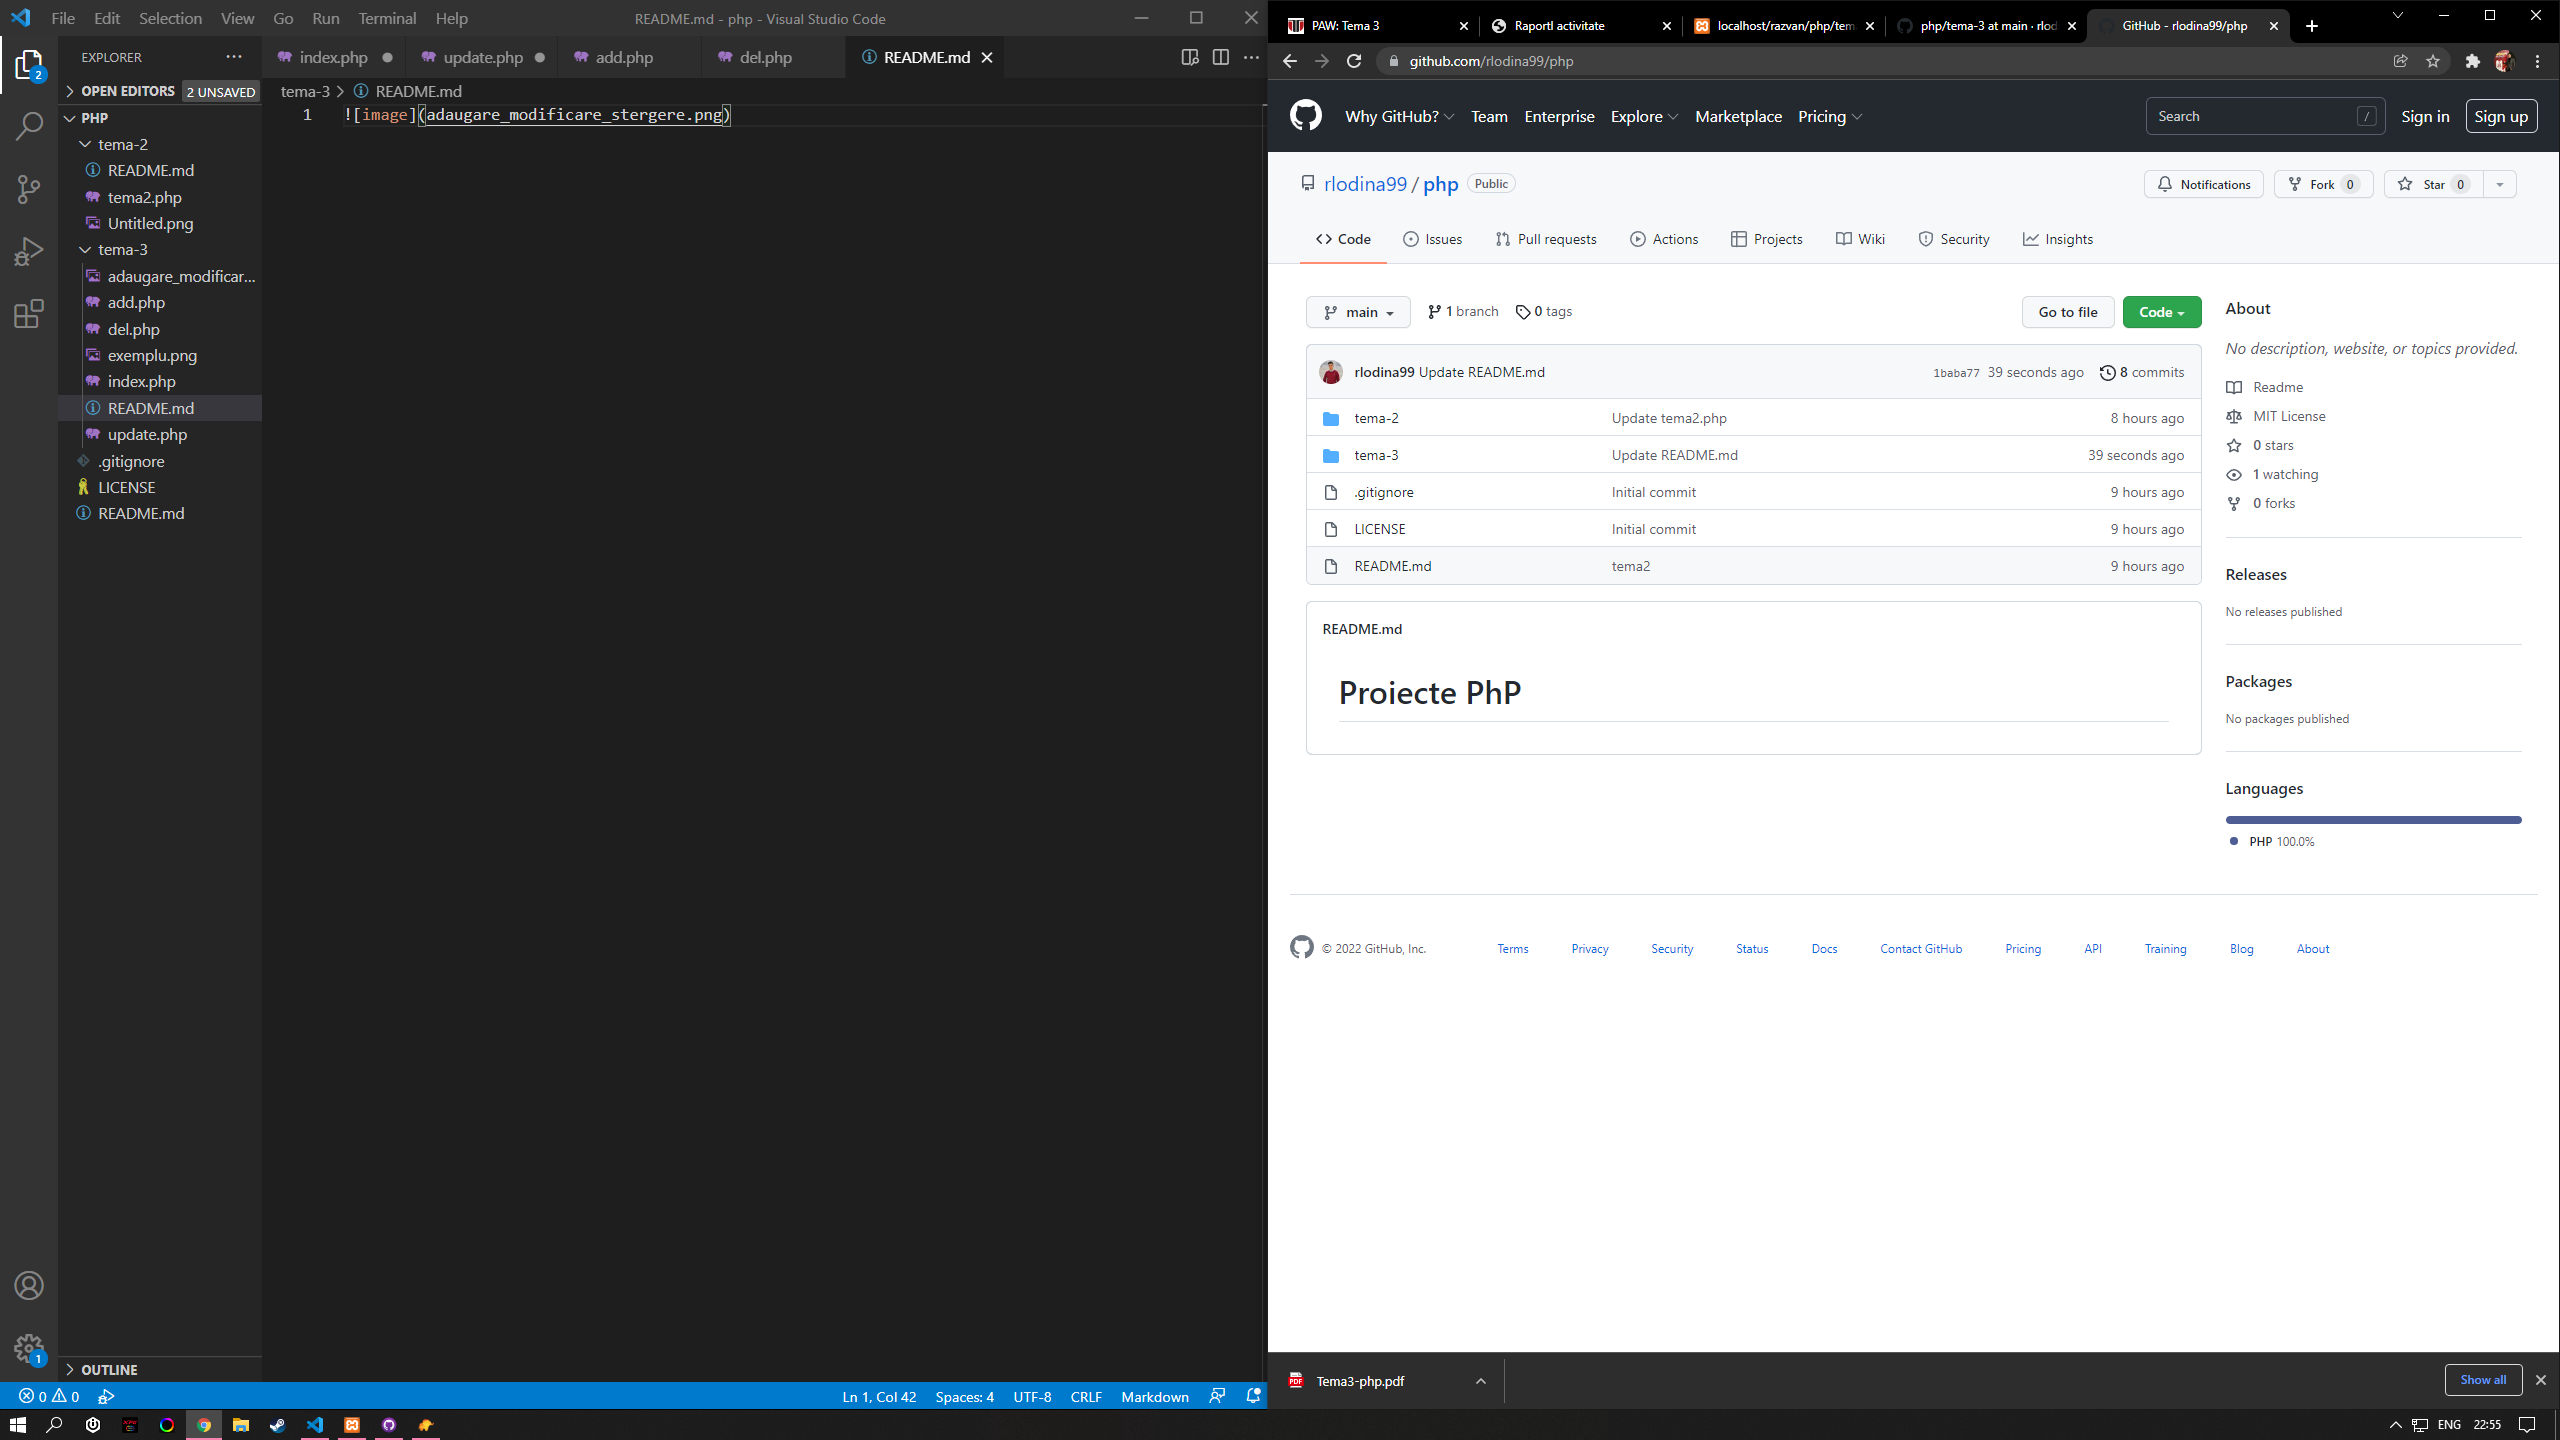 File Edit Selection View Go Run Terminal Help
README.md - php - Visual Studio Code
EXPLORER
OPEN EDITORS 2 UNSAVED
PHP
tema-2
README.md
tema2.php
Untitled.png
tema-3
adaugare_modificar...
add.php
del.php
exemplu.png
index.php
README.md
update.php
.gitignore
LICENSE
README.md
OUTLINE
2
1
index.php update.php add.php del.php README.md
tema-3 > README.md
1 ![image](adaugare_modificare_stergere.png)
0 0
Ln 1, Col 42 Spaces: 4 UTF-8 CRLF Markdown
PAW: Tema 3
RaportI activitate
localhost/razvan/php/tem
php/tema-3 at main · rlod
GitHub - rlodina99/php
github.com/rlodina99/php
Why GitHub? Team Enterprise Explore Marketplace Pricing
Search /
Sign in Sign up
rlodina99 / php Public
Notifications Fork 0 Star 0
Code Issues Pull requests Actions Projects Wiki Security Insights
main 1 branch 0 tags
Go to file Code
rlodina99 Update README.md 1baba77 39 seconds ago 8 commits
tema-2 Update tema2.php 8 hours ago
tema-3 Update README.md 39 seconds ago
.gitignore Initial commit 9 hours ago
LICENSE Initial commit 9 hours ago
README.md tema2 9 hours ago
README.md
Proiecte PhP
About
No description, website, or topics provided.
Readme
MIT License
0 stars
1 watching
0 forks
Releases
No releases published
Packages
No packages published
Languages
PHP 100.0%
© 2022 GitHub, Inc. Terms Privacy Security Status Docs Contact GitHub Pricing API Training Blog About
PDF Tema3-php.pdf
Show all
ENG 22:55